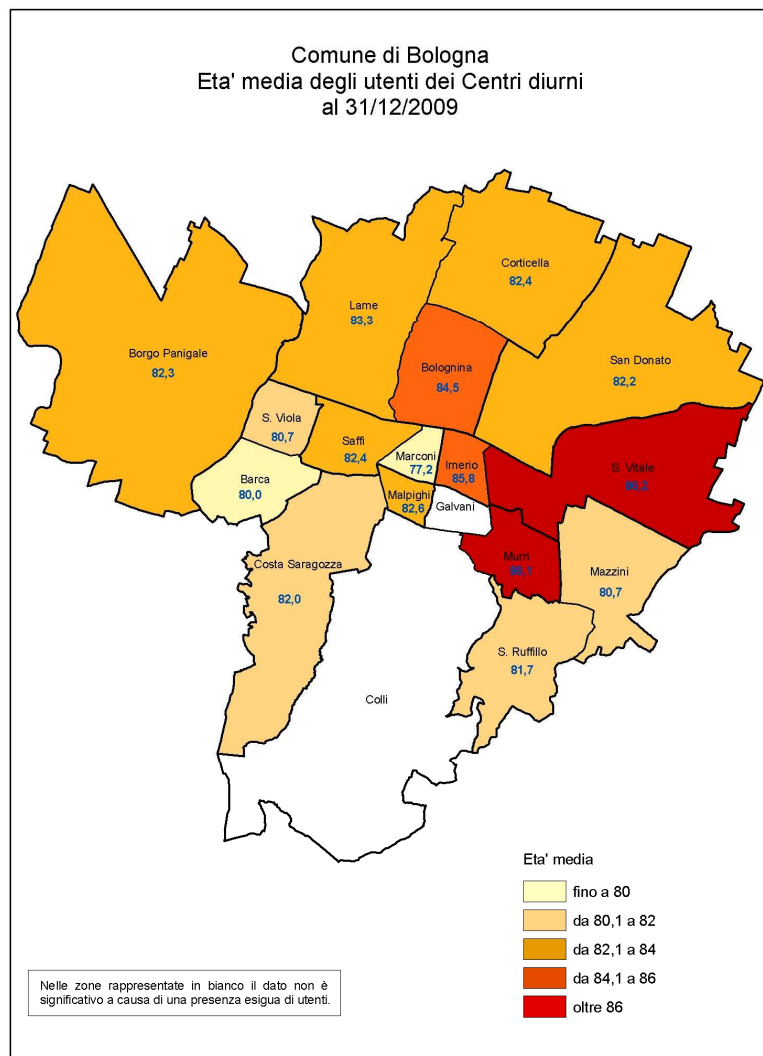 Comune di Bologna
Eta' media degli utenti dei Centri diurni
al 31/12/2009
Corticella
82,4
Lame
83,3
Borgo Panigale
82,3
Bolognina
84,5
San Donato
82,2
S. Viola
80,7
Saffi
82,4
Marconi
77,2
Irnerio
85,8
S. Vitale
Barca
80,0
Malpighi
82,6
Galvani
Murri
Costa Saragozza
82,0
Mazzini
80,7
S. Ruffillo
81,7
Colli
Eta' media
fino a 80
da 80,1 a 82
da 82,1 a 84
da 84,1 a 86
oltre 86
Nelle zone rappresentate in bianco il dato non è
significativo a causa di una presenza esigua di utenti.